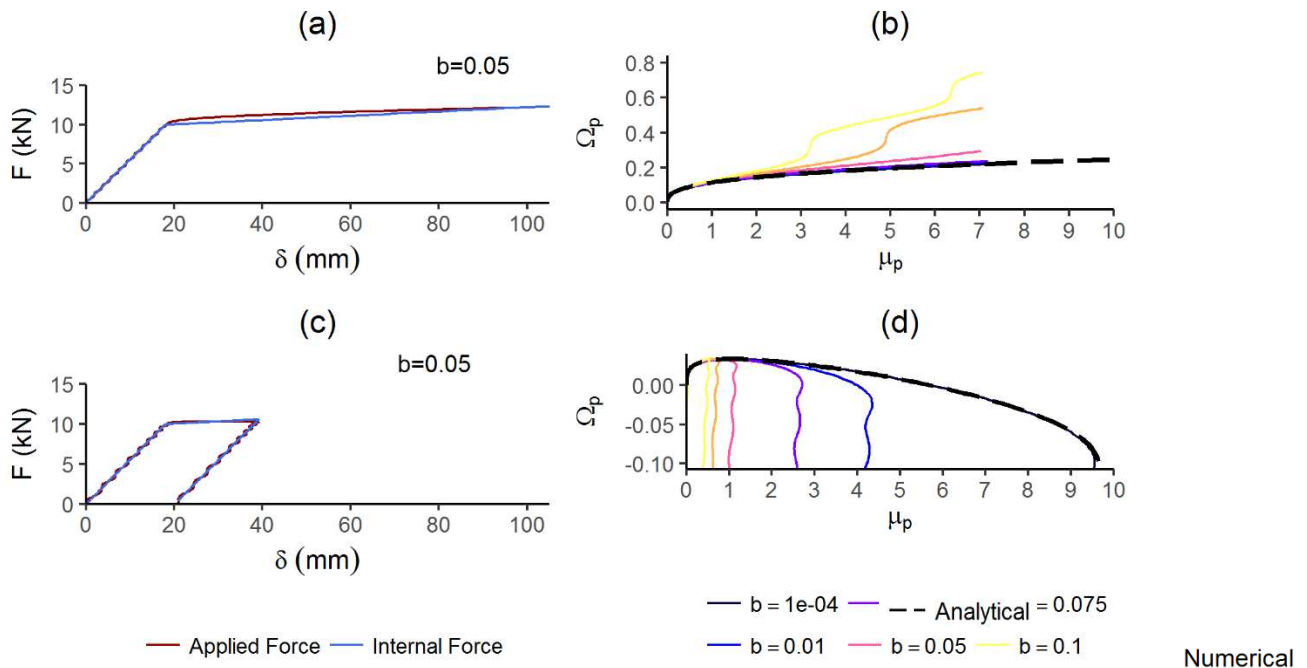 (a)
b=0.05
15
10
5
0
F (kN)
0 20 40 60 80 100
δ (mm)
(b)
0.8
0.6
0.4
0.2
0.0
Ωp
0 1 2 3 4 5 6 7 8 9 10
μp
(c)
b=0.05
15
10
5
0
F (kN)
0 20 40 60 80 100
δ (mm)
(d)
0.00
-0.05
-0.10
Ωp
0 1 2 3 4 5 6 7 8 9 10
μp
Applied Force Internal Force
b = 1e-04 Analytical = 0.075
b = 0.01 b = 0.05 b = 0.1
Numerical